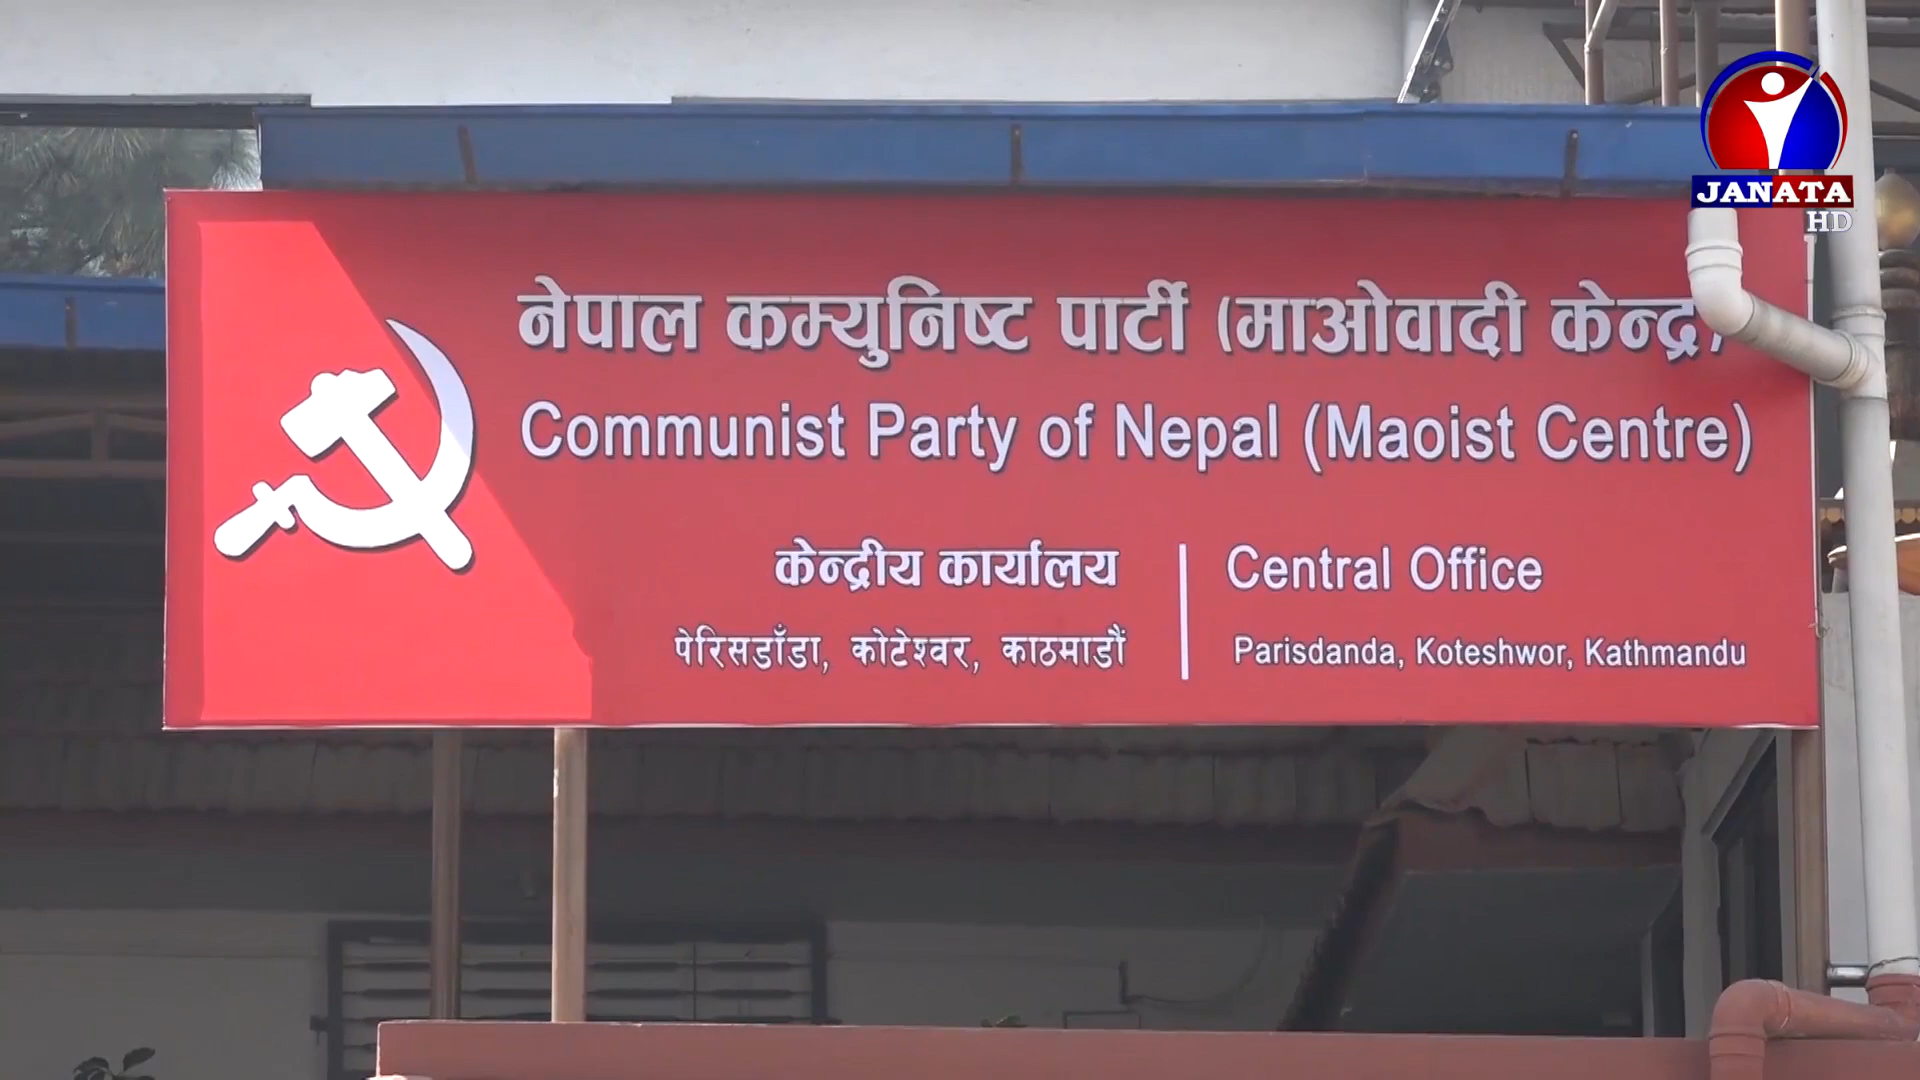 JANATA
HD
नेपाल कम्युनिष्ट पार्टी (माओवादी केन्द्र)
Communist Party of Nepal (Maoist Centre)
केन्द्रीय कार्यालय
पेरिसडाँडा, कोटेश्वर, काठमाडौं
Central Office
Parisdanda, Koteshwor, Kathmandu